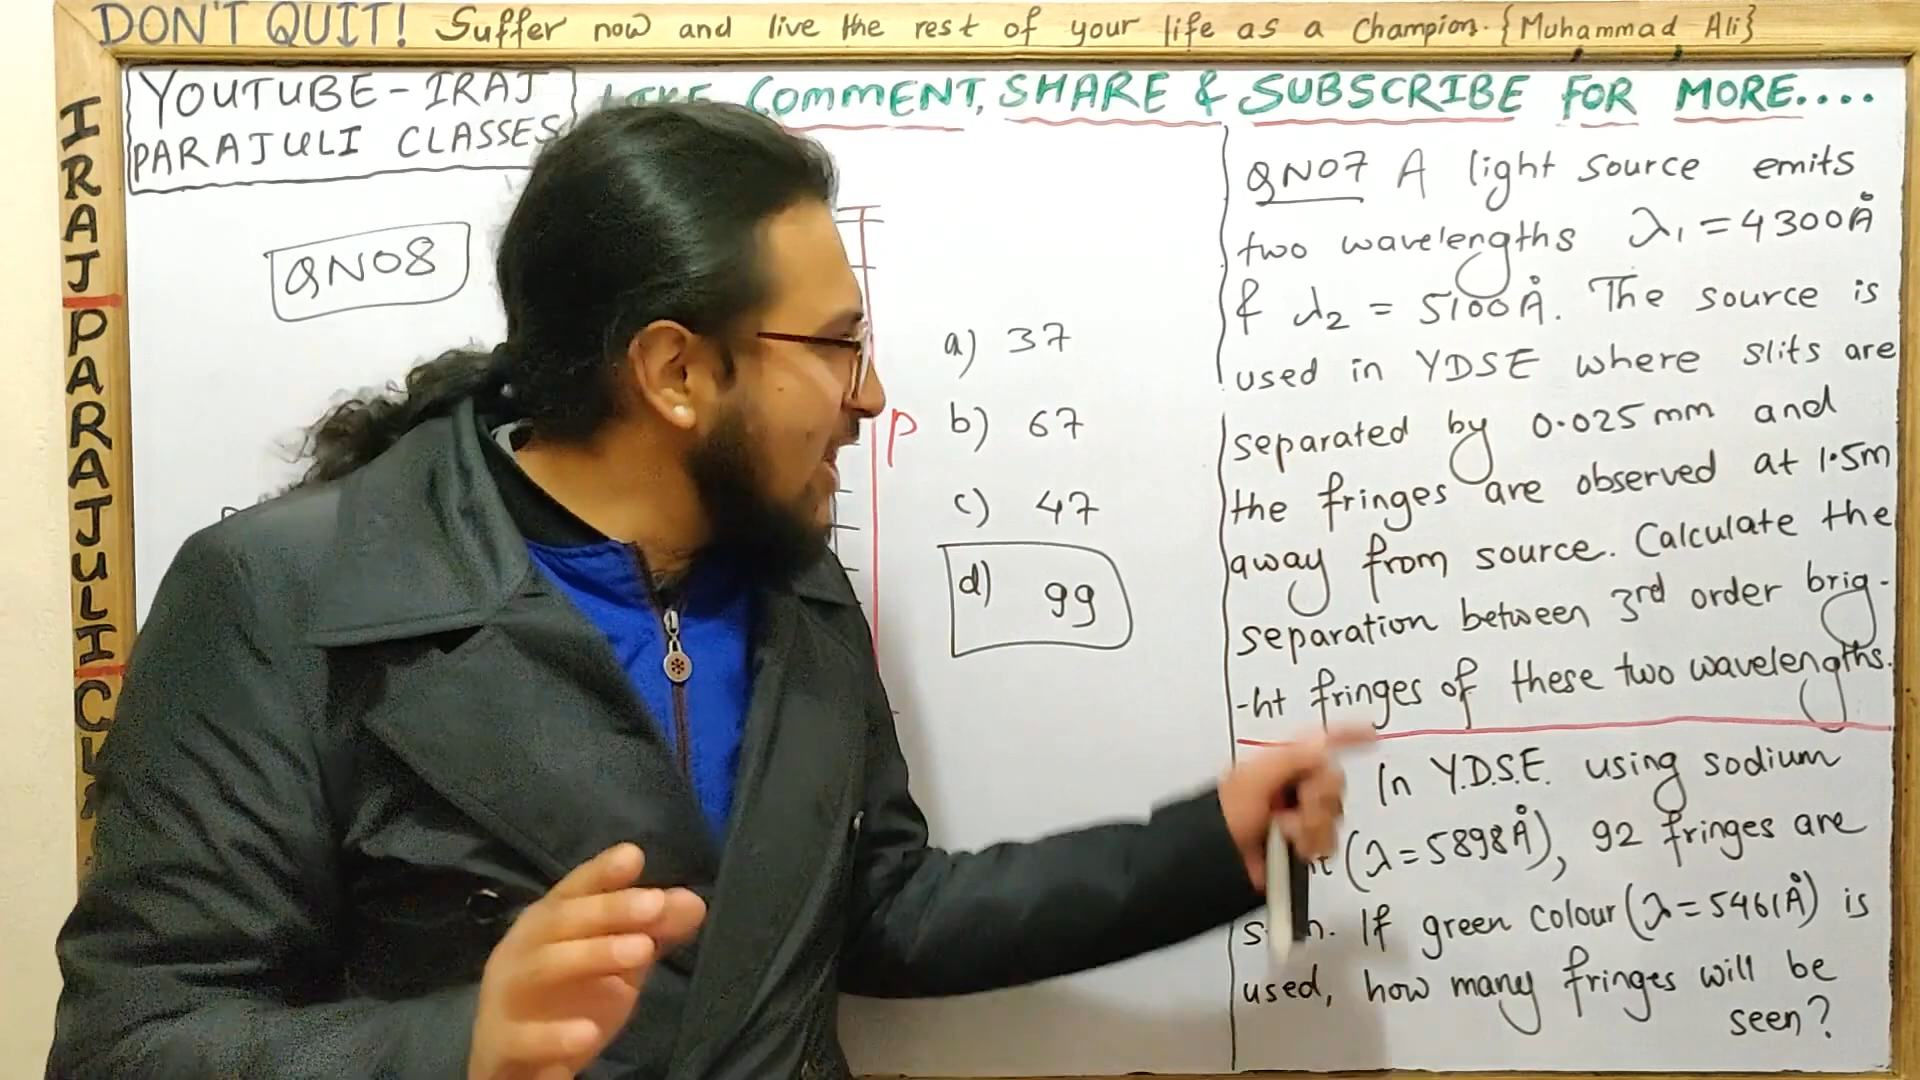 DON'T QUIT! Suffer now and live the rest of your life as a Champion. {Muhammad Ali}
YOUTUBE - IRAJ
PARAJULI CLASSES
COMMENT, SHARE & SUBSCRIBE FOR MORE....
IRAJ PARAJULI
QNO8
P
a) 37
b) 67
c) 47
d) 99
QNO7 A light source emits
two wavelengths λ₁ = 4300Å
& λ₂ = 5100Å. The source is
used in YDSE where slits are
separated by 0.025mm and
the fringes are observed at 1.5m
away from source. Calculate the
separation between 3rd order brig-
-ht fringes of these two wavelengths.
In Y.D.S.E. using sodium
(λ=5898Å), 92 fringes are
If green colour (λ=5461Å) is
used, how many fringes will be
seen?